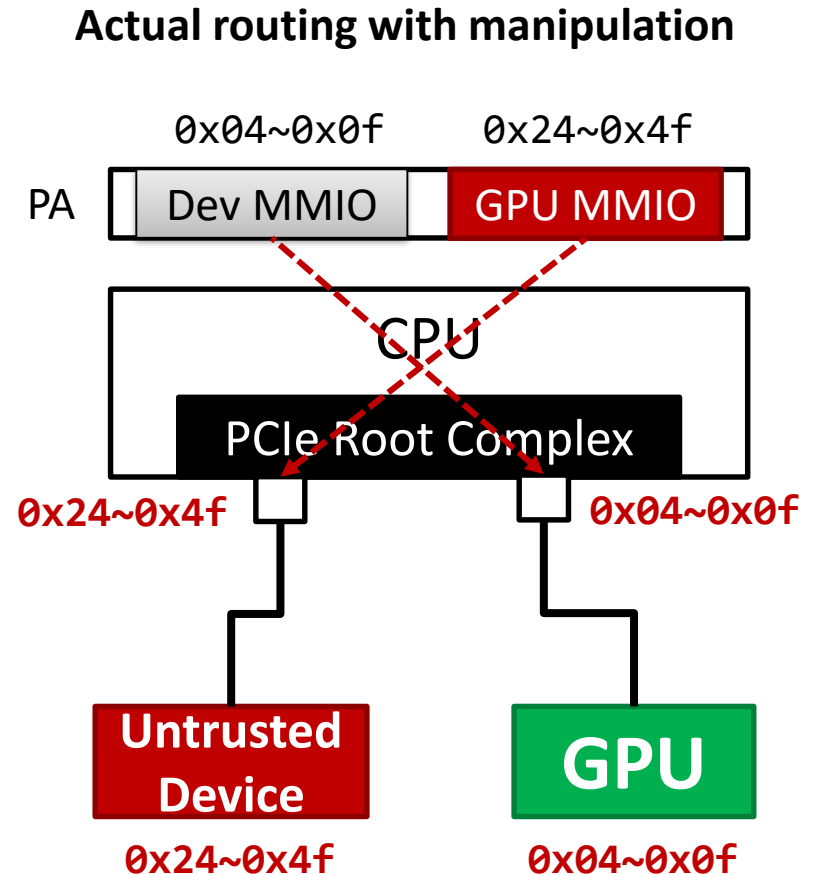 Actual routing with manipulation
0x04~0x0f 0x24~0x4f
PA Dev MMIO GPU MMIO
CPU
PCIe Root Complex
0x24~0x4f 0x04~0x0f
Untrusted
Device
GPU
0x24~0x4f 0x04~0x0f